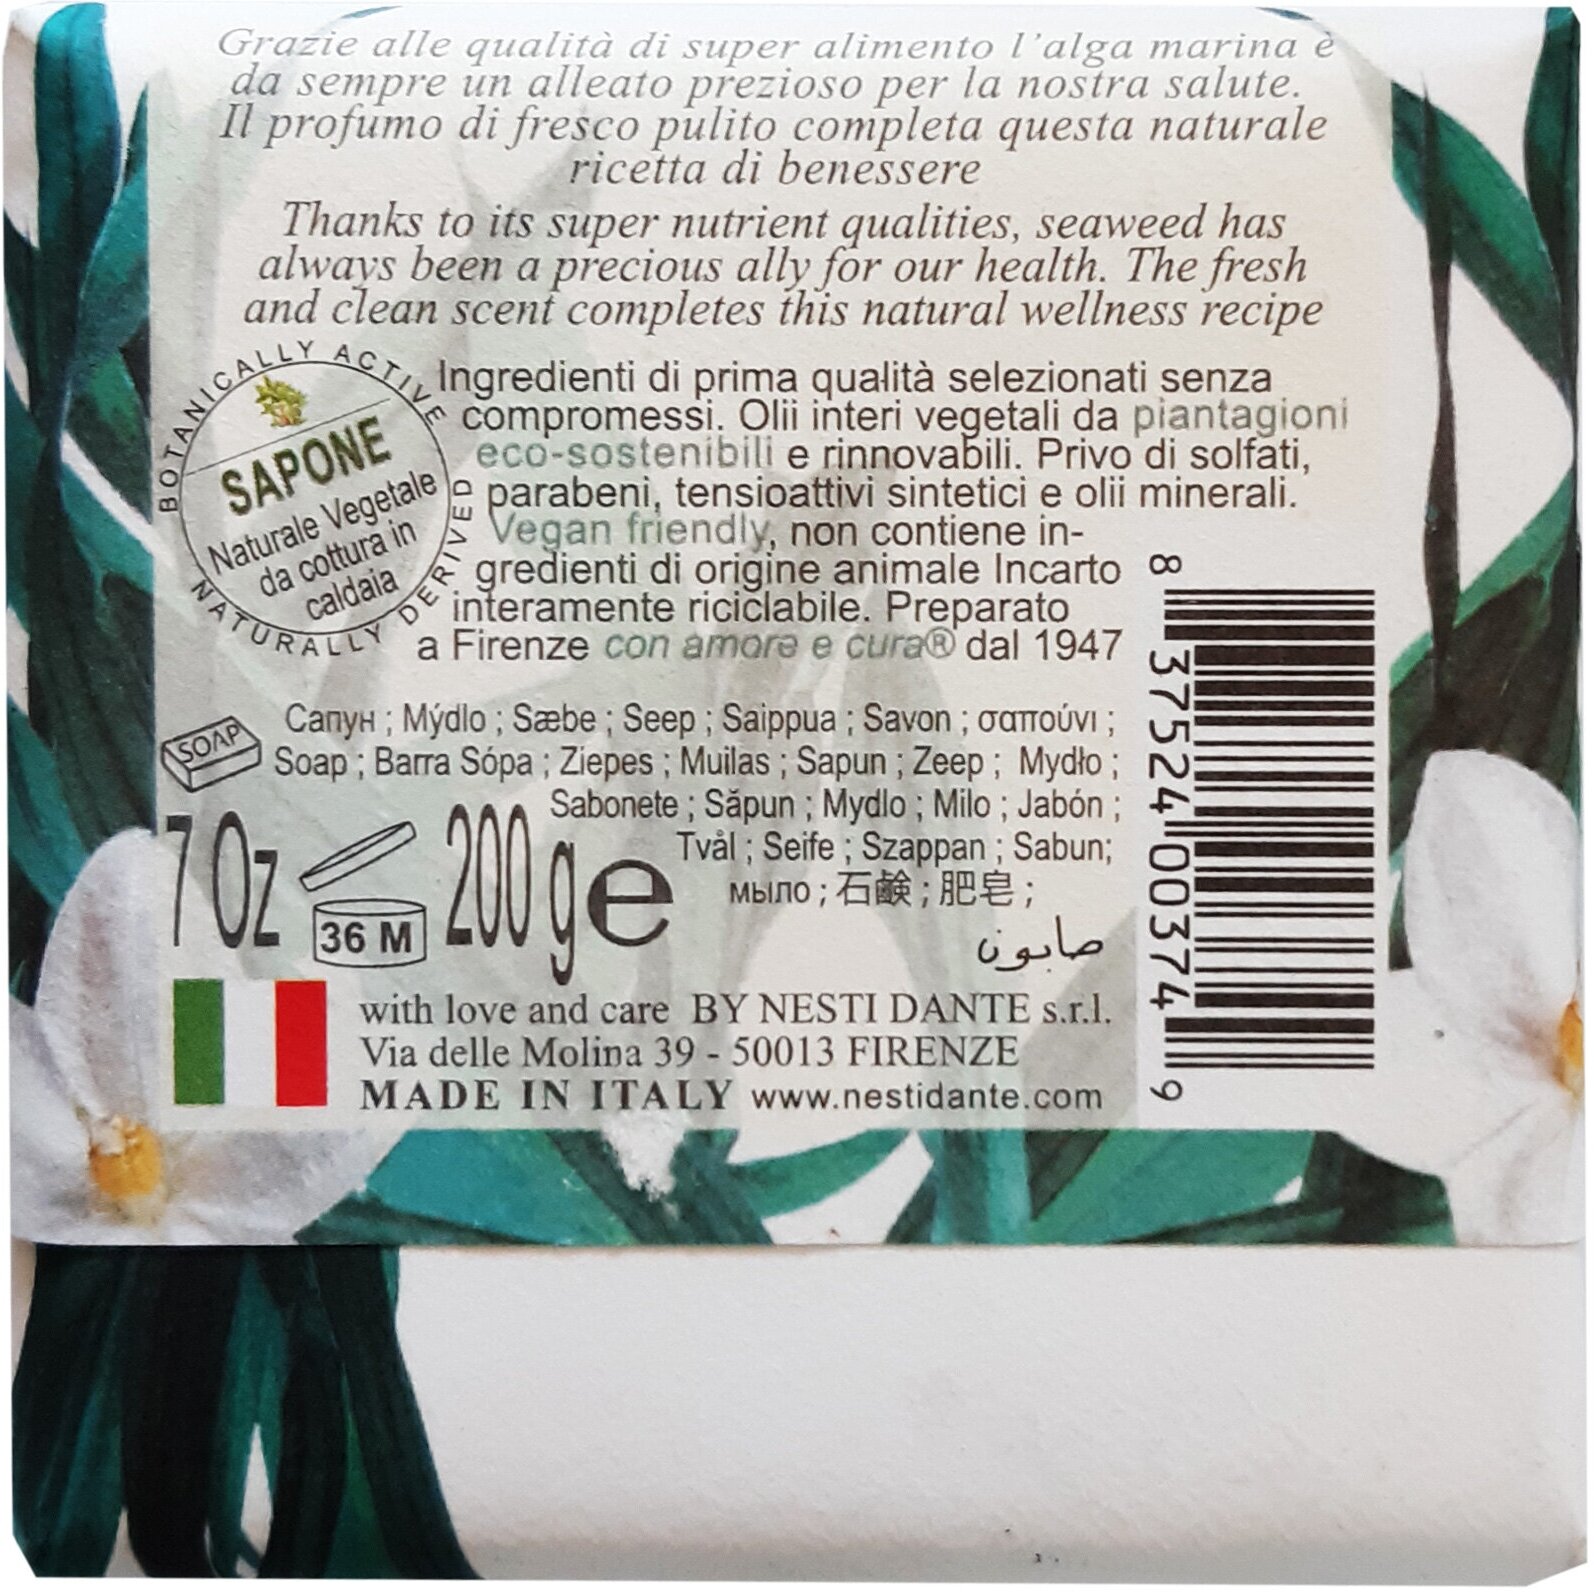 Grazie alle qualità di super alimento l'alga marina è
da sempre un alleato prezioso per la nostra salute.
Il profumo di fresco pulito completa questa naturale
ricetta di benessere
Thanks to its super nutrient qualities, seaweed has
always been a precious ally for our health. The fresh
and clean scent completes this natural wellness recipe
BOTANICALLY ACTIVE
NATURALLY DERIVED
SAPONE
Naturale Vegetale
da cottura in
caldaia
Ingredienti di prima qualità selezionati senza
compromessi. Olii interi vegetali da piantagioni
eco-sostenibili e rinnovabili. Privo di solfati,
parabeni, tensioattivi sintetici e olii minerali.
Vegan friendly, non contiene in-
gredienti di origine animale Incarto
interamente riciclabile. Preparato
a Firenze con amore e cura® dal 1947
SOAP
Сапун ; Mýdlo ; Sæbe ; Seep ; Saippua ; Savon ; σαπούνι ;
Soap ; Barra Sópa ; Ziepes ; Muilas ; Sapun ; Zeep ; Mydło ;
Sabonete ; Săpun ; Mydlo ; Milo ; Jabón ;
Tvål ; Seife ; Szappan ; Sabun;
мыло ; 石鹸 ; 肥皂 ;
صابون
7 Oz
36 M
200 g e
with love and care BY NESTI DANTE s.r.l.
Via delle Molina 39 - 50013 FIRENZE
MADE IN ITALY www.nestidante.com
8 37524 00374 9